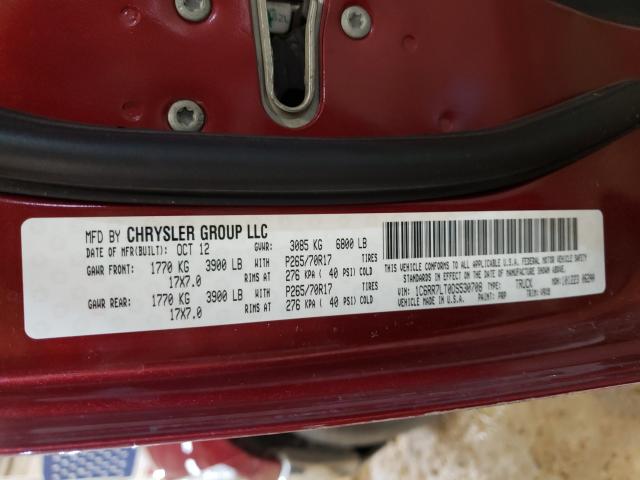 MFD BY CHRYSLER GROUP LLC
DATE OF MFR(BUILT): OCT 12 GVWR: 3085 KG 6800 LB
GAWR FRONT: 1770 KG 3900 LB P265/70R17 TIRES
17X7.0 RIMS AT 276 KPA ( 40 PSI) COLD
GAWR REAR: 1770 KG 3900 LB P265/70R17 TIRES
17X7.0 RIMS AT 276 KPA ( 40 PSI) COLD
THIS VEHICLE CONFORMS TO ALL APPLICABLE U.S.A. FEDERAL MOTOR VEHICLE SAFETY
STANDARDS IN EFFECT ON THE DATE OF MANUFACTURE SHOWN ABOVE.
VIN: 1C6RR7LT0DS530708 TYPE: TRUCK MDH:
MADE IN U.S.A. PAINT: PRP TRIM: